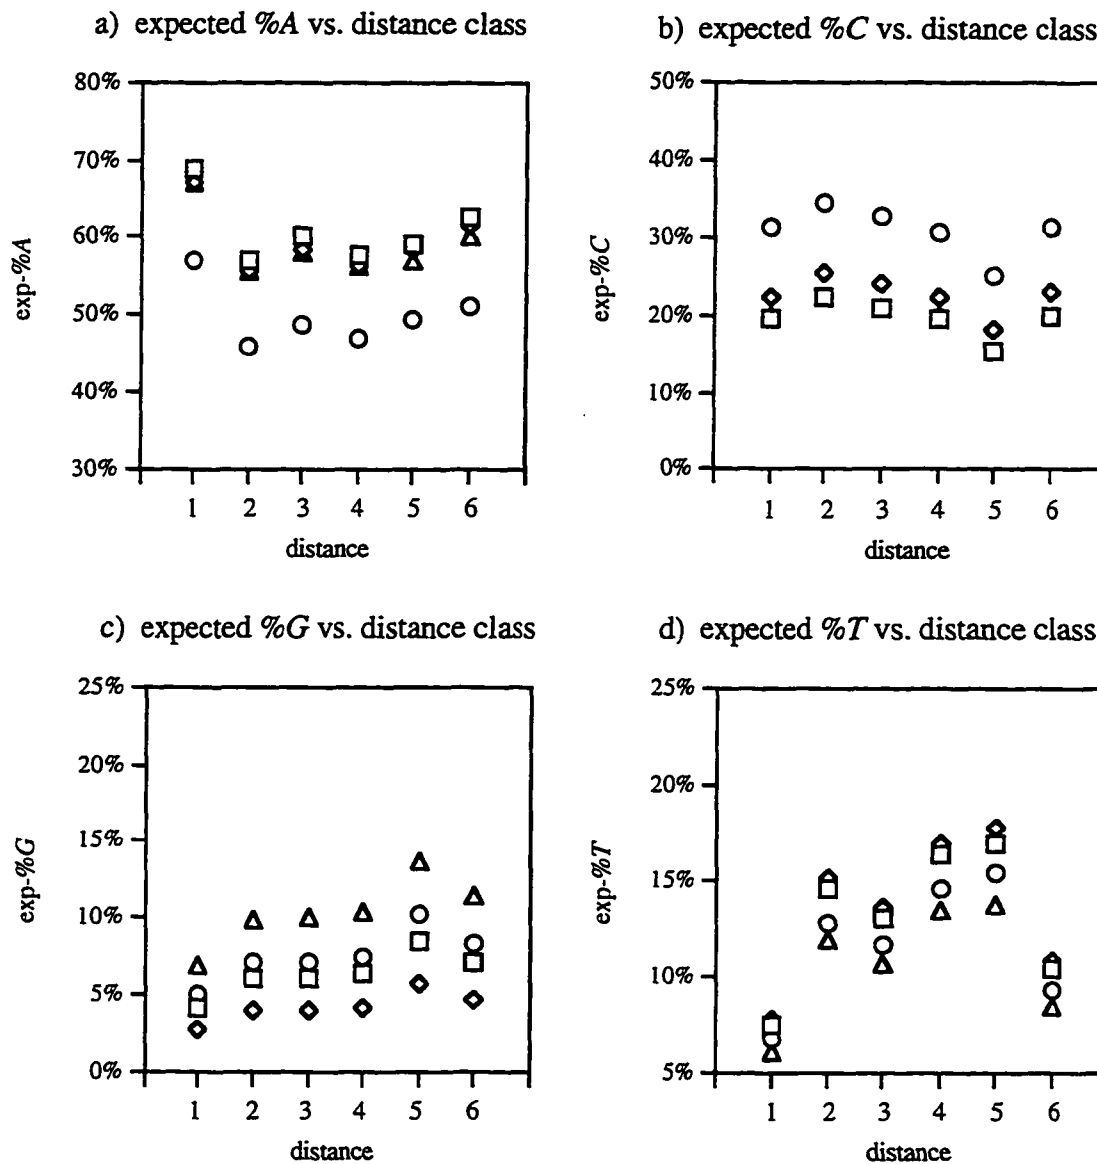 a) expected %A vs. distance class
80%
70%
60%
50%
40%
30%
exp-%A
1 2 3 4 5 6
distance
b) expected %C vs. distance class
50%
40%
30%
20%
10%
0%
exp-%C
1 2 3 4 5 6
distance
c) expected %G vs. distance class
25%
20%
15%
10%
5%
0%
exp-%G
1 2 3 4 5 6
distance
d) expected %T vs. distance class
25%
20%
15%
10%
5%
exp-%T
1 2 3 4 5 6
distance